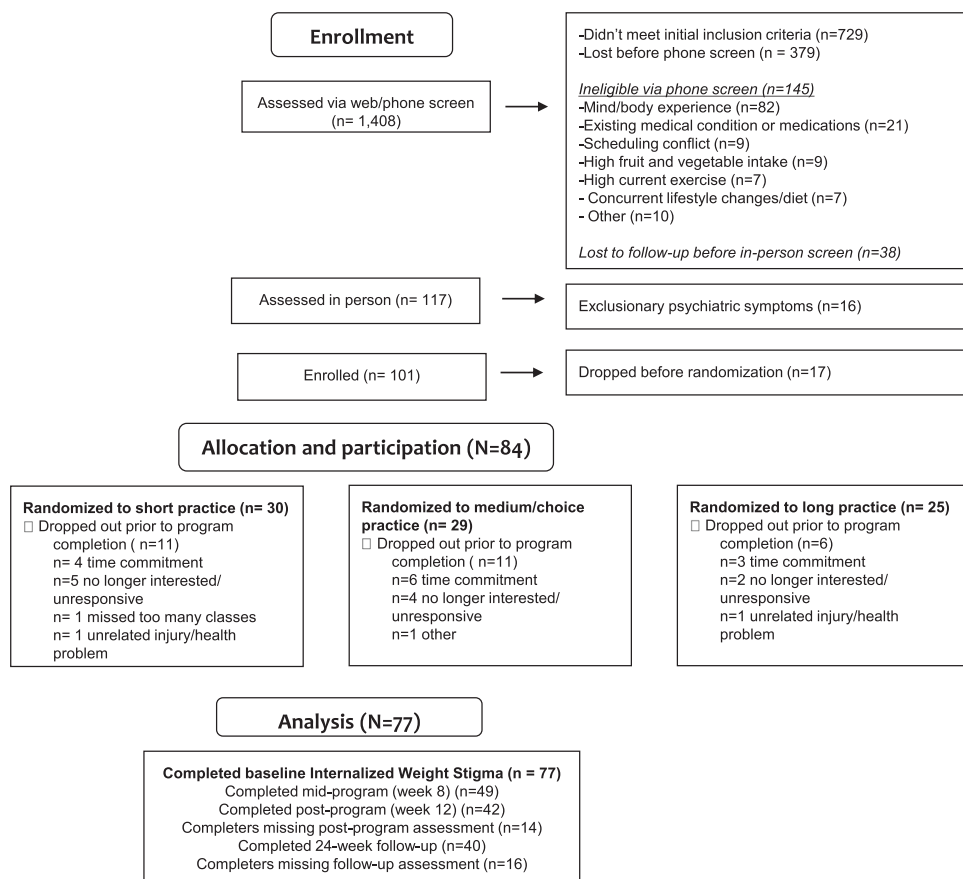 Enrollment
Assessed via web/phone screen
(n= 1,408)
-Didn't meet initial inclusion criteria (n=729)
-Lost before phone screen (n = 379)
Ineligible via phone screen (n=145)
-Mind/body experience (n=82)
-Existing medical condition or medications (n=21)
-Scheduling conflict (n=9)
-High fruit and vegetable intake (n=9)
-High current exercise (n=7)
- Concurrent lifestyle changes/diet (n=7)
- Other (n=10)
Lost to follow-up before in-person screen (n=38)
Assessed in person (n= 117)
Exclusionary psychiatric symptoms (n=16)
Enrolled (n= 101)
Dropped before randomization (n=17)
Allocation and participation (N=84)
Randomized to short practice (n= 30)
□ Dropped out prior to program
completion ( n=11)
n= 4 time commitment
n=5 no longer interested/
unresponsive
n= 1 missed too many classes
n= 1 unrelated injury/health
problem
Randomized to medium/choice
practice (n= 29)
□ Dropped out prior to program
completion ( n=11)
n=6 time commitment
n=4 no longer interested/
unresponsive
n=1 other
Randomized to long practice (n= 25)
□ Dropped out prior to program
completion (n=6)
n=3 time commitment
n=2 no longer interested/
unresponsive
n=1 unrelated injury/health
problem
Analysis (N=77)
Completed baseline Internalized Weight Stigma (n = 77)
Completed mid-program (week 8) (n=49)
Completed post-program (week 12) (n=42)
Completers missing post-program assessment (n=14)
Completed 24-week follow-up (n=40)
Completers missing follow-up assessment (n=16)